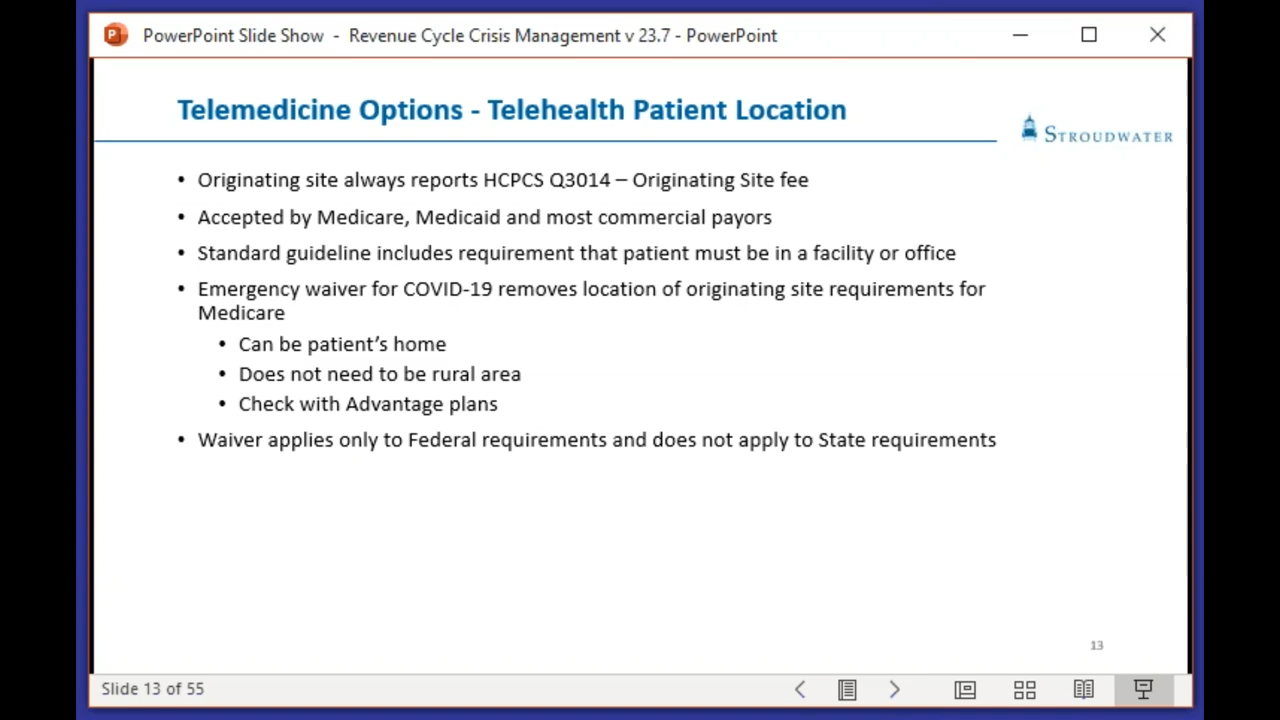 PowerPoint Slide Show - Revenue Cycle Crisis Management v 23.7 - PowerPoint
Telemedicine Options - Telehealth Patient Location
STROUDWATER
• Originating site always reports HCPCS Q3014 – Originating Site fee
• Accepted by Medicare, Medicaid and most commercial payors
• Standard guideline includes requirement that patient must be in a facility or office
• Emergency waiver for COVID-19 removes location of originating site requirements for
Medicare
• Can be patient's home
• Does not need to be rural area
• Check with Advantage plans
• Waiver applies only to Federal requirements and does not apply to State requirements
13
Slide 13 of 55